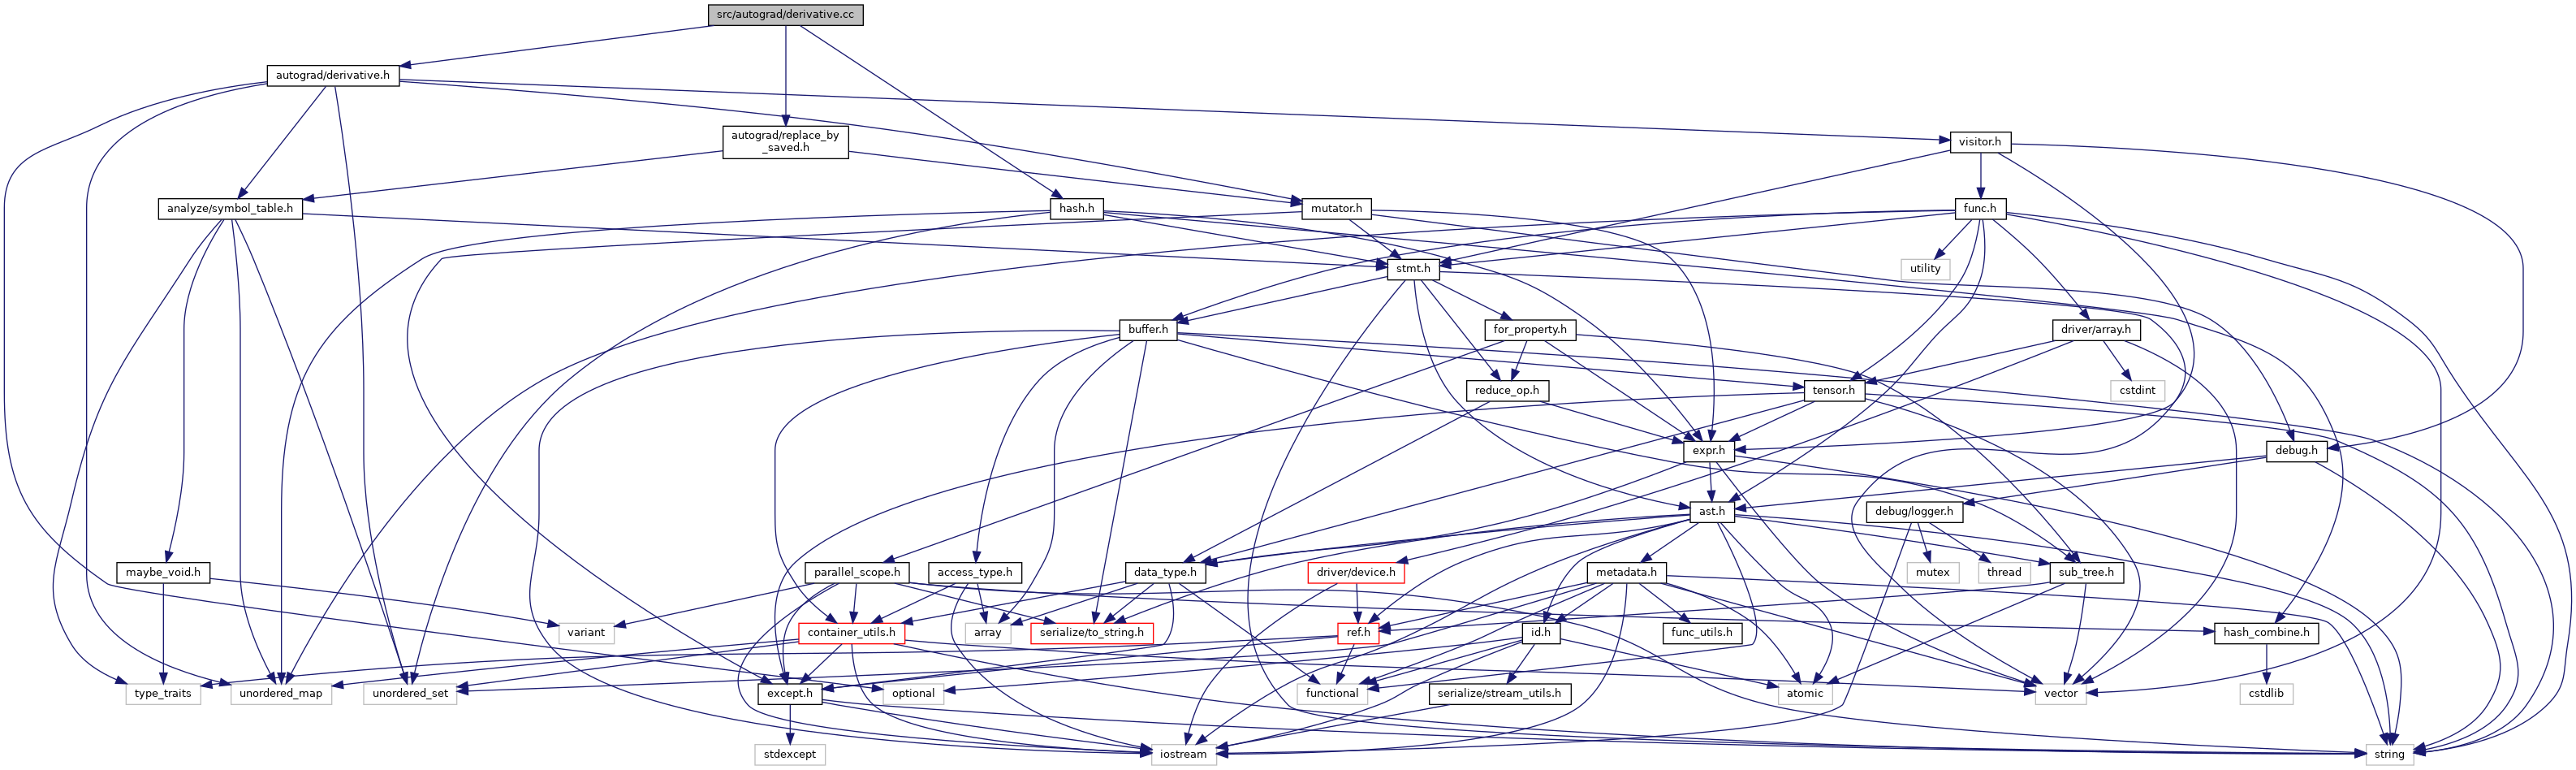 src/autograd/derivative.cc
autograd/derivative.h
autograd/replace_by
_saved.h
visitor.h
analyze/symbol_table.h
hash.h
mutator.h
func.h
stmt.h
utility
buffer.h
for_property.h
driver/array.h
reduce_op.h
tensor.h
cstdint
expr.h
debug.h
ast.h
debug/logger.h
maybe_void.h
parallel_scope.h
access_type.h
data_type.h
driver/device.h
metadata.h
mutex
thread
sub_tree.h
variant
container_utils.h
array
serialize/to_string.h
ref.h
id.h
func_utils.h
hash_combine.h
type_traits
unordered_map
unordered_set
except.h
optional
functional
serialize/stream_utils.h
atomic
vector
cstdlib
stdexcept
iostream
string